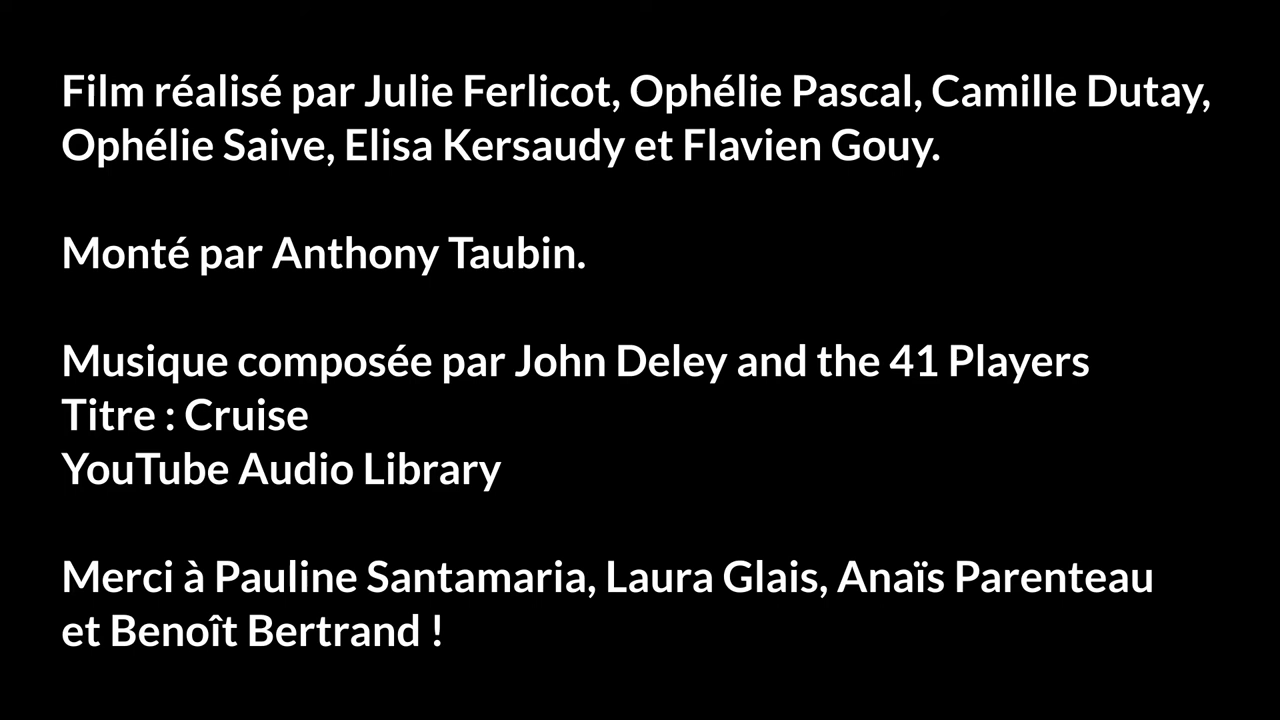 Film réalisé par Julie Ferlicot, Ophélie Pascal, Camille Dutay,
Ophélie Saive, Elisa Kersaudy et Flavien Gouy.
Monté par Anthony Taubin.
Musique composée par John Deley and the 41 Players
Titre : Cruise
YouTube Audio Library
Merci à Pauline Santamaria, Laura Glais, Anaïs Parenteau
et Benoît Bertrand !